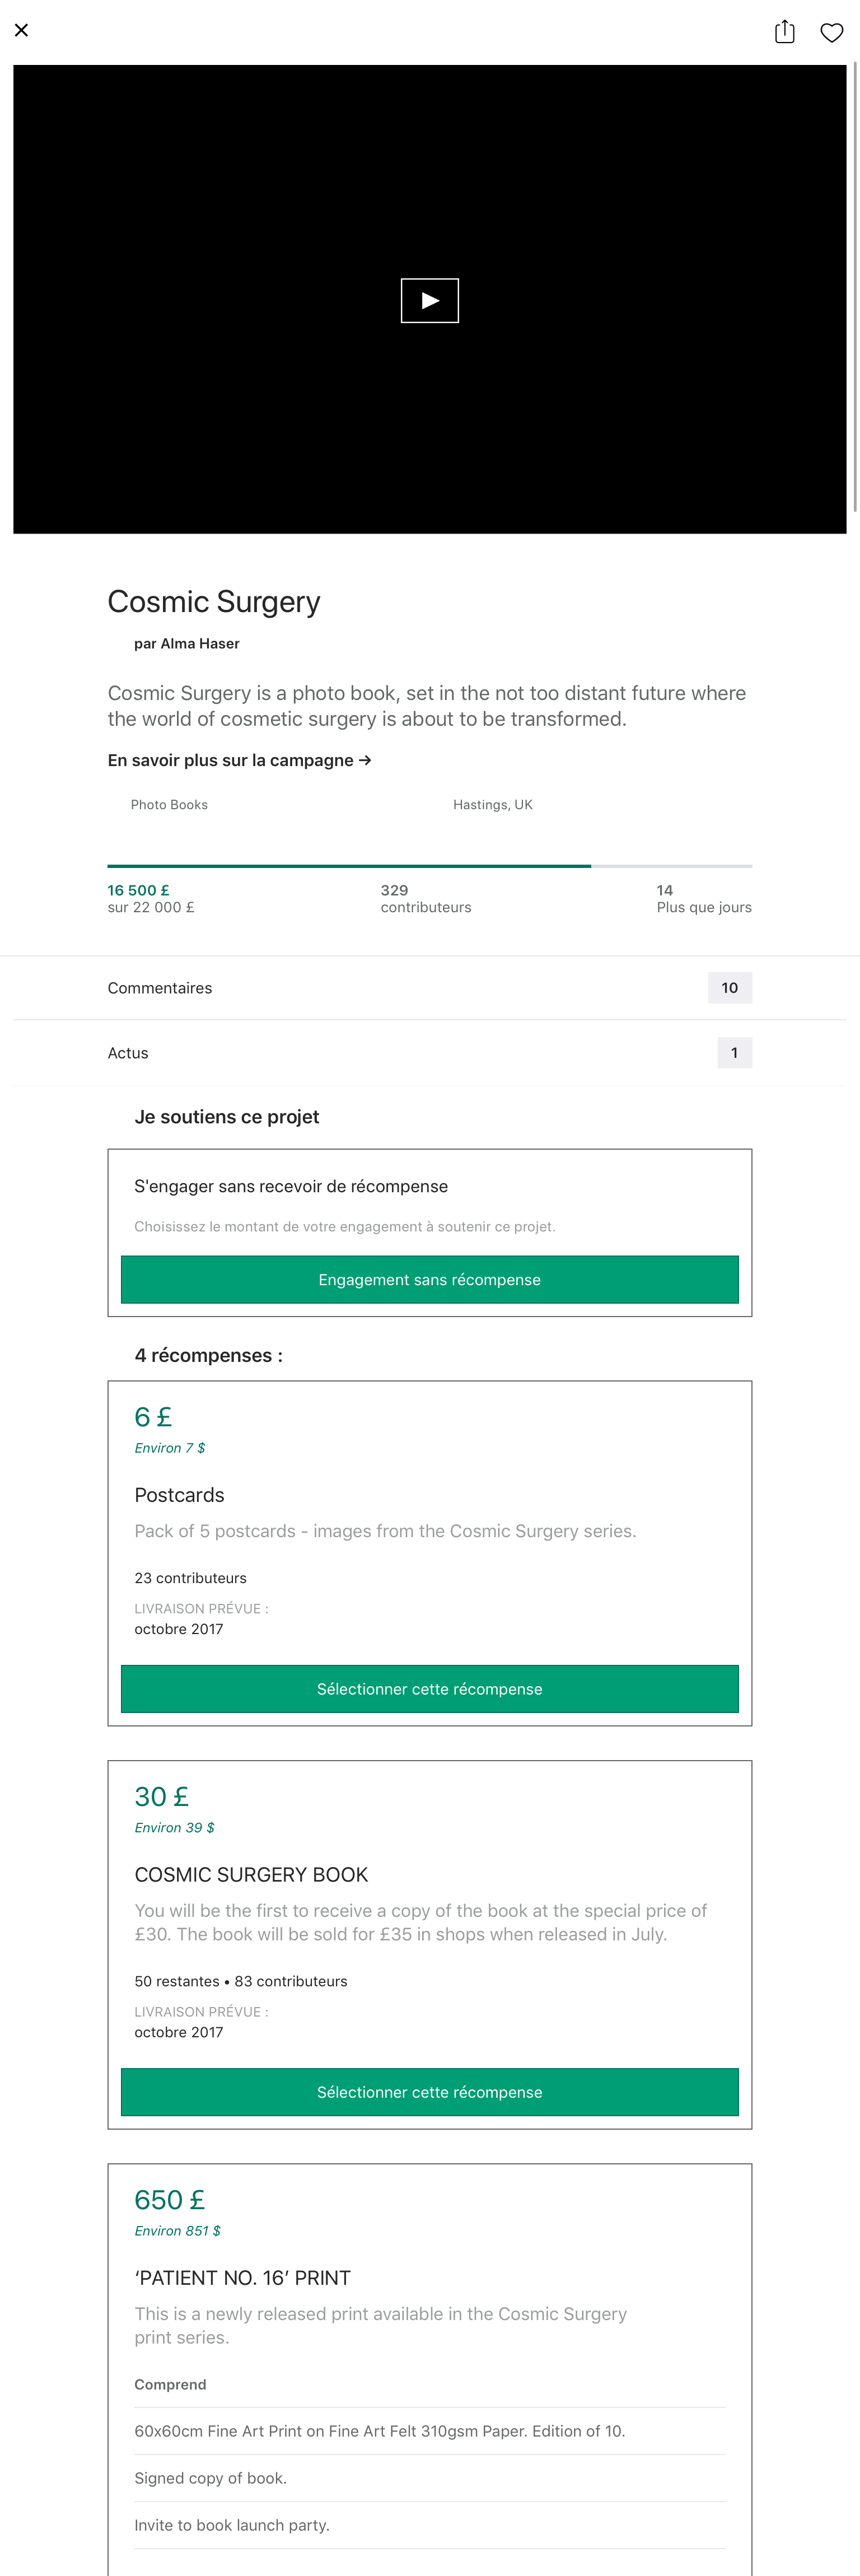 Cosmic Surgery
par Alma Haser
Cosmic Surgery is a photo book, set in the not too distant future where
the world of cosmetic surgery is about to be transformed.
En savoir plus sur la campagne →
Photo Books
Hastings, UK
16 500 £
sur 22 000 £
329
contributeurs
14
Plus que jours
Commentaires
10
Actus
1
Je soutiens ce projet
S'engager sans recevoir de récompense
Choisissez le montant de votre engagement à soutenir ce projet.
Engagement sans récompense
4 récompenses :
6 £
Environ 7 $
Postcards
Pack of 5 postcards - images from the Cosmic Surgery series.
23 contributeurs
LIVRAISON PRÉVUE :
octobre 2017
Sélectionner cette récompense
30 £
Environ 39 $
COSMIC SURGERY BOOK
You will be the first to receive a copy of the book at the special price of
£30. The book will be sold for £35 in shops when released in July.
50 restantes • 83 contributeurs
LIVRAISON PRÉVUE :
octobre 2017
Sélectionner cette récompense
650 £
Environ 851 $
‘PATIENT NO. 16’ PRINT
This is a newly released print available in the Cosmic Surgery
print series.
Comprend
60x60cm Fine Art Print on Fine Art Felt 310gsm Paper. Edition of 10.
Signed copy of book.
Invite to book launch party.